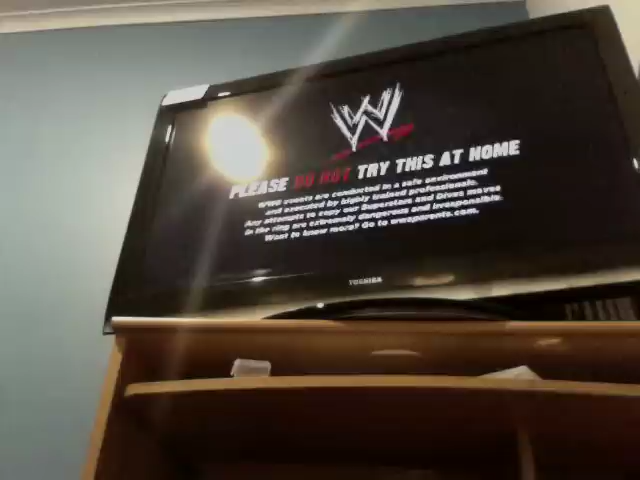 W
PLEASE DO NOT TRY THIS AT HOME
WWE events are conducted in a safe environment
and executed by highly trained professionals.
Any attempts to copy our Superstars and Divas moves
in the ring are extremely dangerous and irresponsible.
Want to know more? Go to wweparents.com.
TOSHIBA